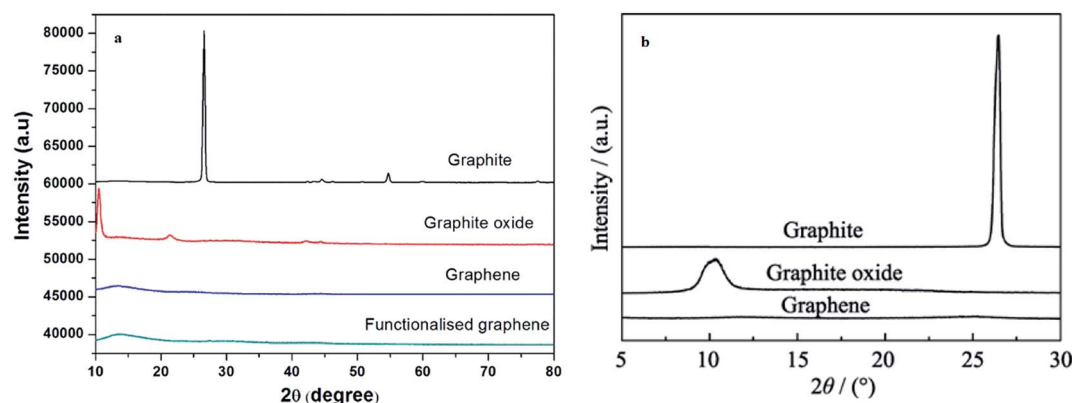 a
80000
75000
70000
65000
60000
55000
50000
45000
40000
Intensity (a.u)
Graphite
Graphite oxide
Graphene
Functionalised graphene
10 20 30 40 50 60 70 80
2θ (degree)
b
Intensity / (a.u.)
Graphite
Graphite oxide
Graphene
5 10 15 20 25 30
2θ / (°)